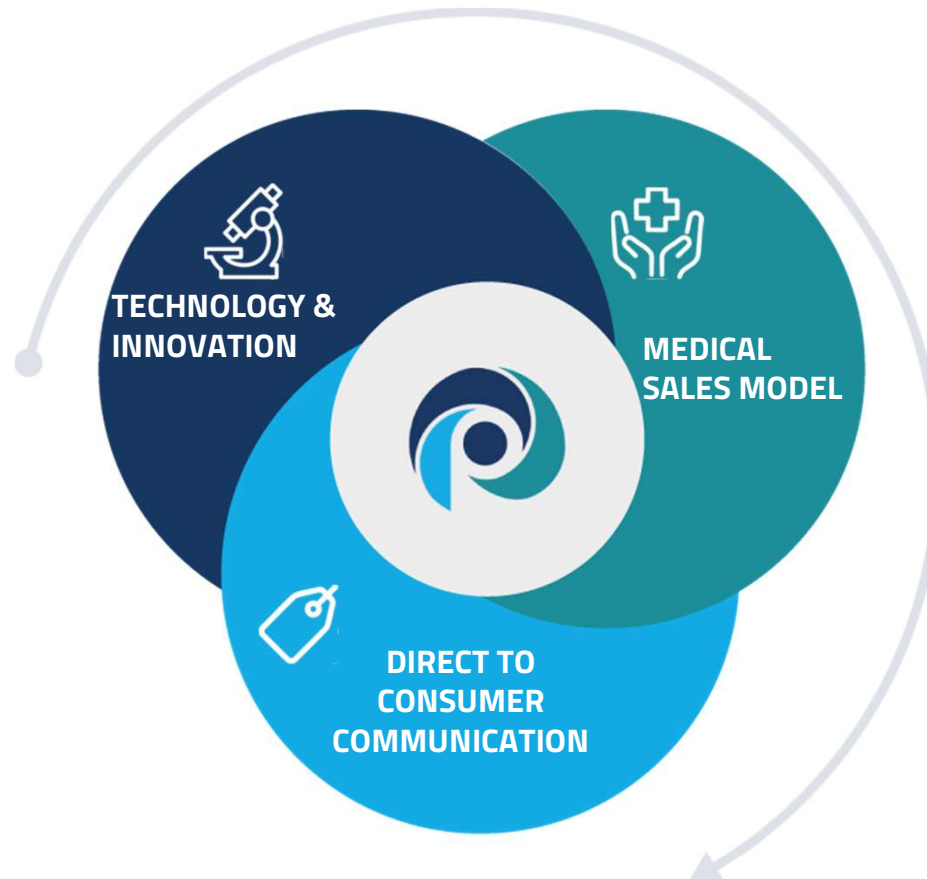 TECHNOLOGY &
INNOVATION
MEDICAL
SALES MODEL
DIRECT TO
CONSUMER
COMMUNICATION